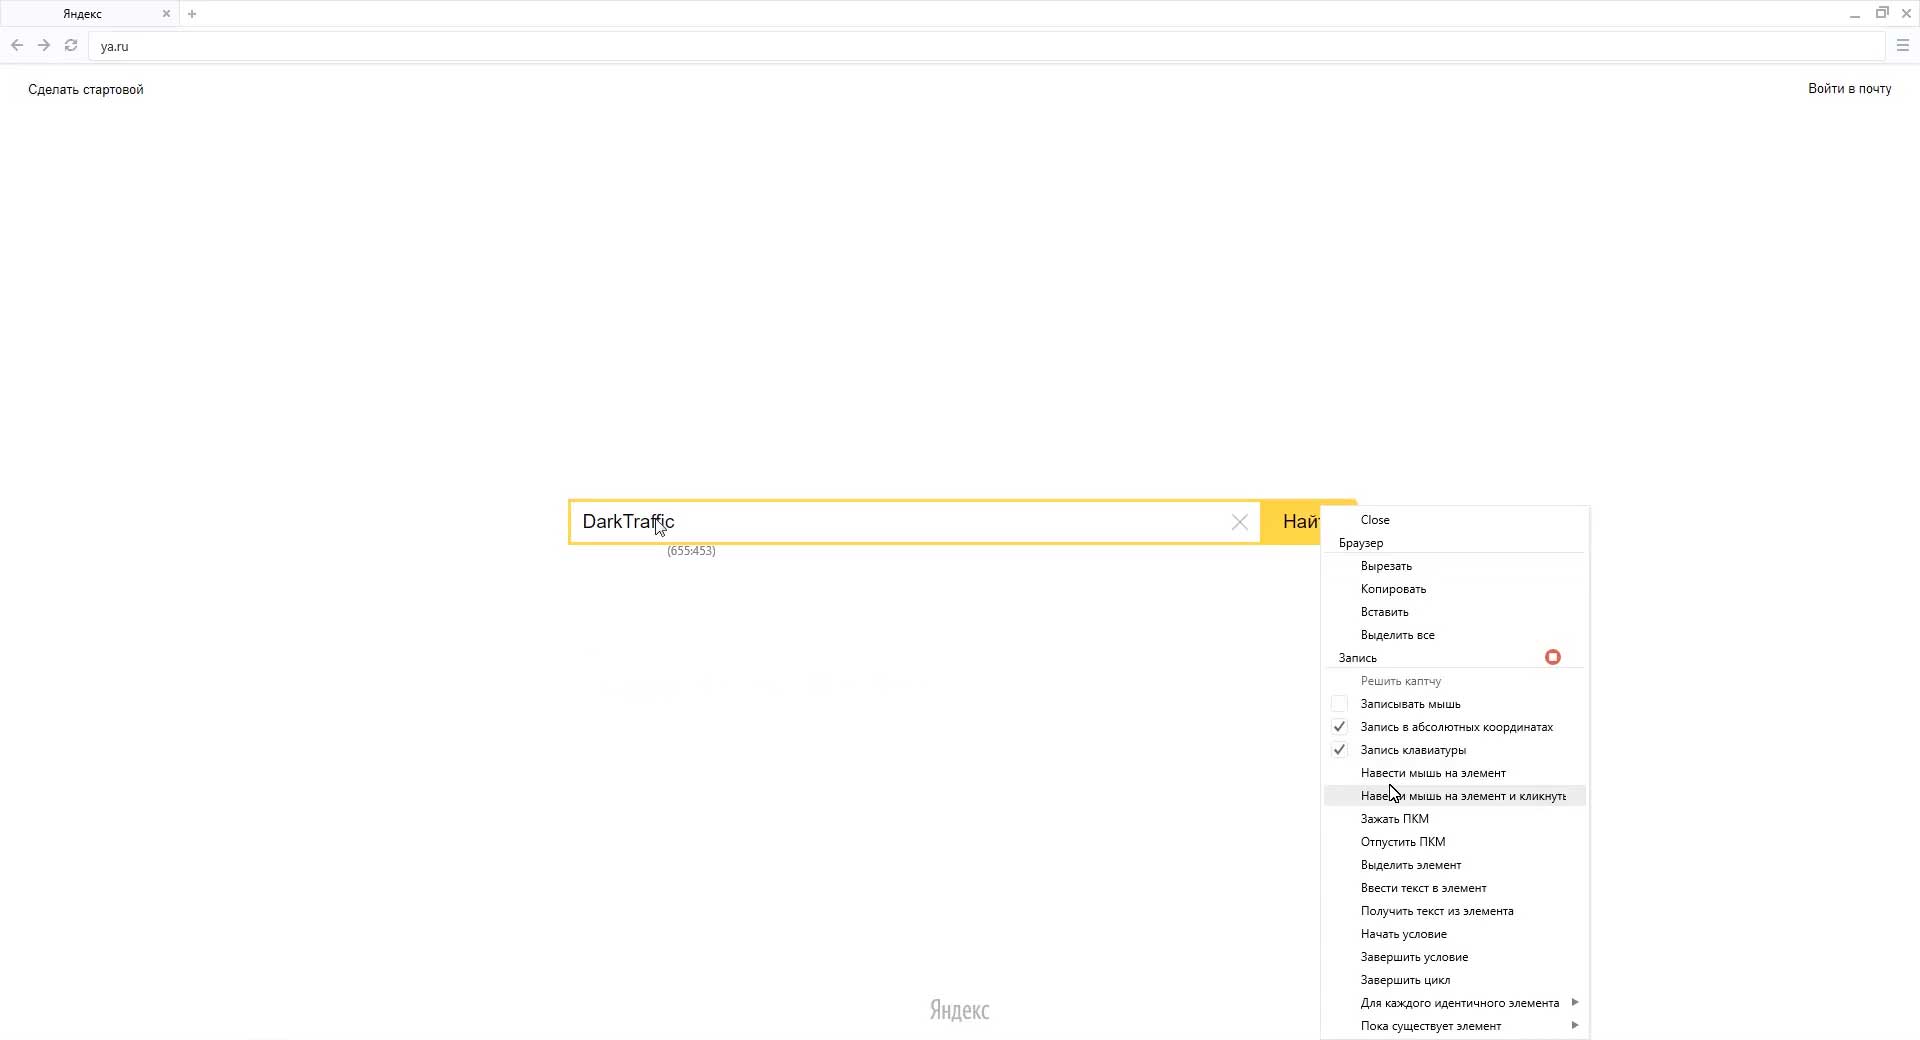 Яндекс
ya.ru
Сделать стартовой
Войти в почту
DarkTraffic
(655:453)
Close
Браузер
Вырезать
Копировать
Вставить
Выделить все
Запись
Решить каптчу
Записывать мышь
Запись в абсолютных координатах
Запись клавиатуры
Навести мышь на элемент
мышь на элемент и кликнуть
Зажать ПКМ
Отпустить ПКМ
Выделить элемент
Ввести текст в элемент
Получить текст из элемента
Начать условие
Завершить условие
Завершить цикл
Для каждого идентичного элемента
Пока существует элемент
Яндекс